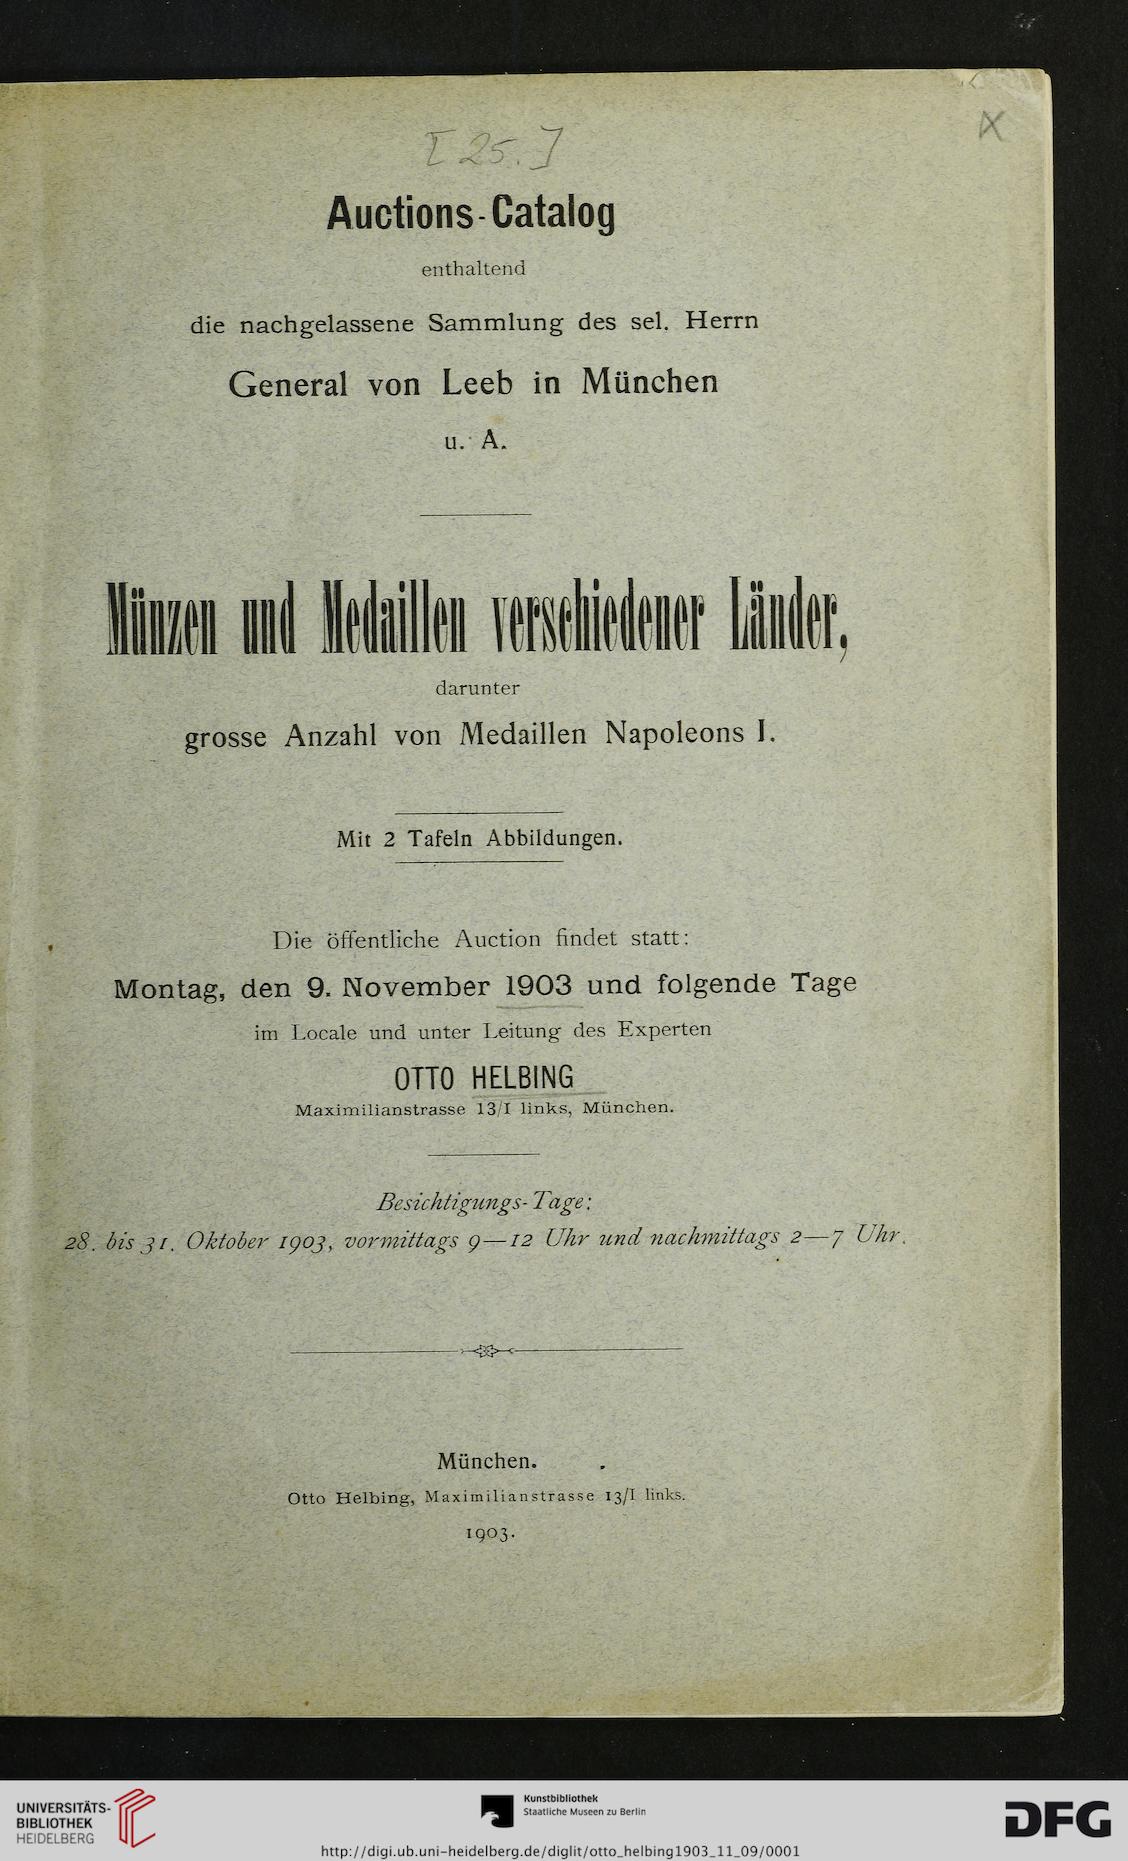 [25.]
X
Auctions-Catalog
enthaltend
die nachgelassene Sammlung des sel. Herrn
General von Leeb in München
u. A.
Münzen und Medaillen verschiedener Länder,
darunter
grosse Anzahl von Medaillen Napoleons I.
Mit 2 Tafeln Abbildungen.
Die öffentliche Auction findet statt:
Montag, den 9. November 1903 und folgende Tage
im Locale und unter Leitung des Experten
OTTO HELBING
Maximilianstrasse 13/I links, München.
Besichtigungs-Tage:
28. bis 31. Oktober 1903, vormittags 9—12 Uhr und nachmittags 2—7 Uhr.
München.
Otto Helbing, Maximilianstrasse 13/I links.
1903.
UNIVERSITÄTS-
BIBLIOTHEK
HEIDELBERG
Kunstbibliothek
Staatliche Museen zu Berlin
DFG
http://digi.ub.uni-heidelberg.de/diglit/otto_helbing1903_11_09/0001